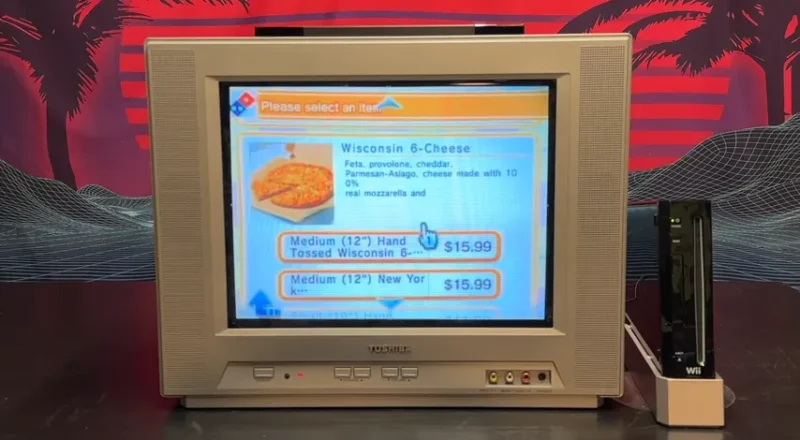 Please select an item
Wisconsin 6-Cheese
Feta, provolone, cheddar,
Parmesan-Asiago, cheese made with 10
0%
real mozzarella and
Medium (12") Hand
Tossed Wisconsin 6-…
$15.99
Medium (12") New Yor
k…
$15.99
TOSHIBA
Wii